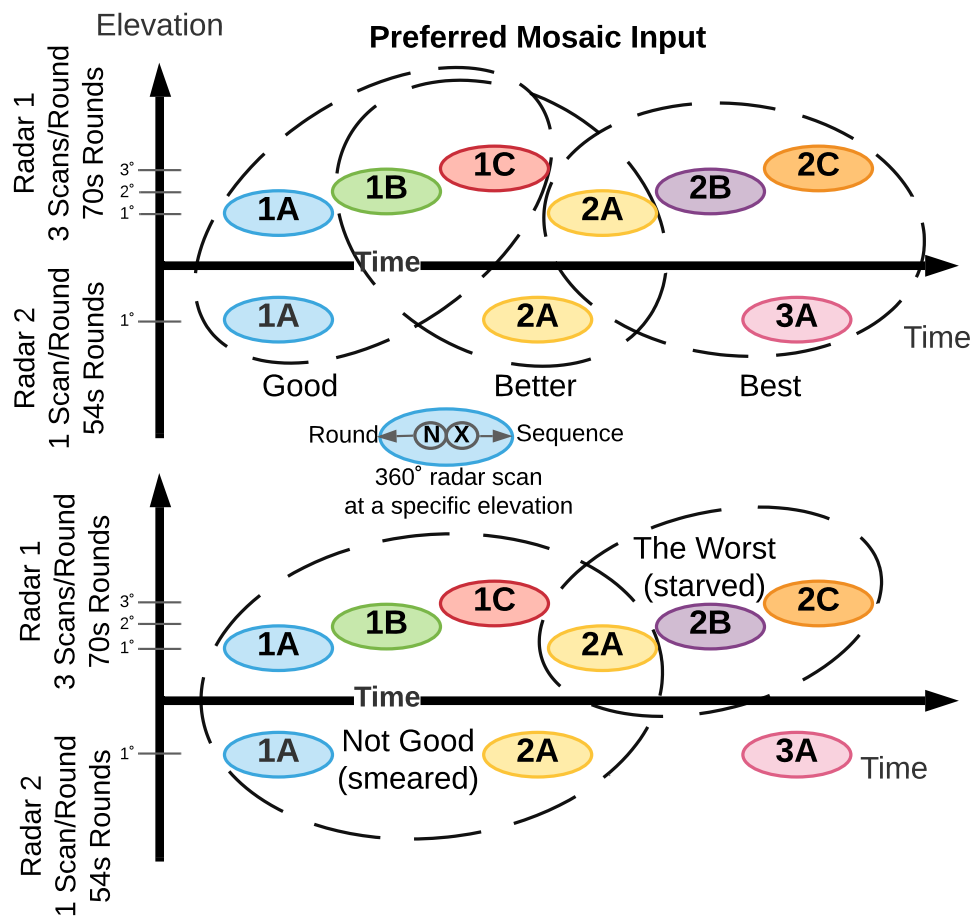 Elevation
Preferred Mosaic Input
Radar 1
3 Scans/Round
70s Rounds
3˚
2˚
1˚
1A
1B
1C
2A
2B
2C
Time
Radar 2
1 Scan/Round
54s Rounds
1˚
1A
2A
3A
Time
Good
Better
Best
Round
N
X
Sequence
360˚ radar scan
at a specific elevation
Radar 1
3 Scans/Round
70s Rounds
The Worst
(starved)
3˚
2˚
1˚
1A
1B
1C
2A
2B
2C
Time
Radar 2
1 Scan/Round
54s Rounds
1˚
1A
Not Good
(smeared)
2A
3A
Time